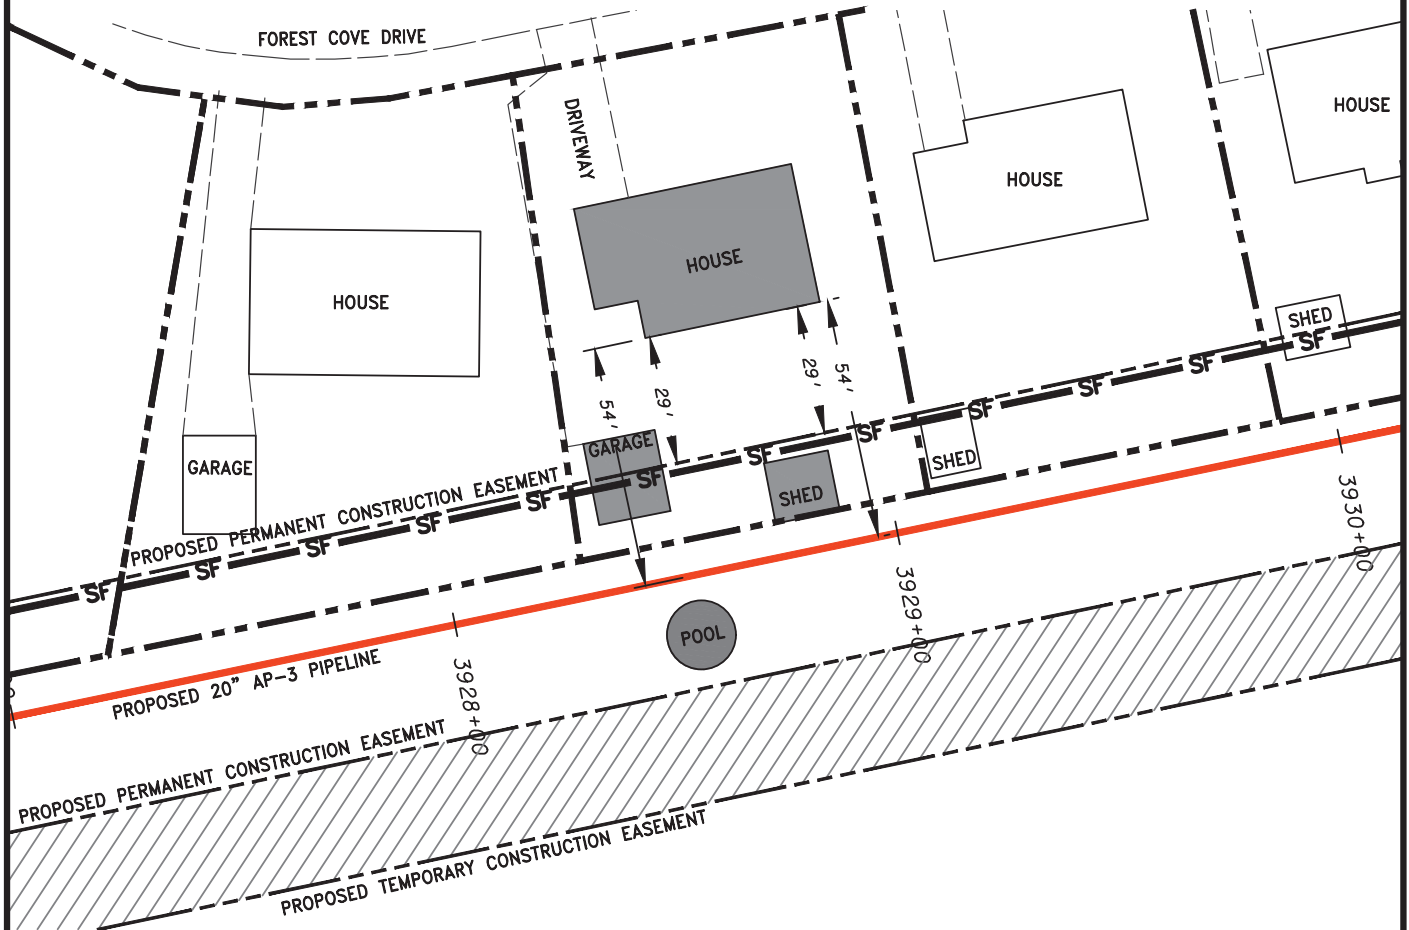 FOREST COVE DRIVE
DRIVEWAY
HOUSE
HOUSE
HOUSE
HOUSE
SHED
SF
SF
SF
SF
SF
SF
SF
SF
SF
SF
SF
SF
29'
54'
54'
29'
GARAGE
GARAGE
SHED
SHED
PROPOSED PERMANENT CONSTRUCTION EASEMENT
3930+00
3929+00
3928+00
POOL
PROPOSED 20" AP-3 PIPELINE
PROPOSED PERMANENT CONSTRUCTION EASEMENT
PROPOSED TEMPORARY CONSTRUCTION EASEMENT